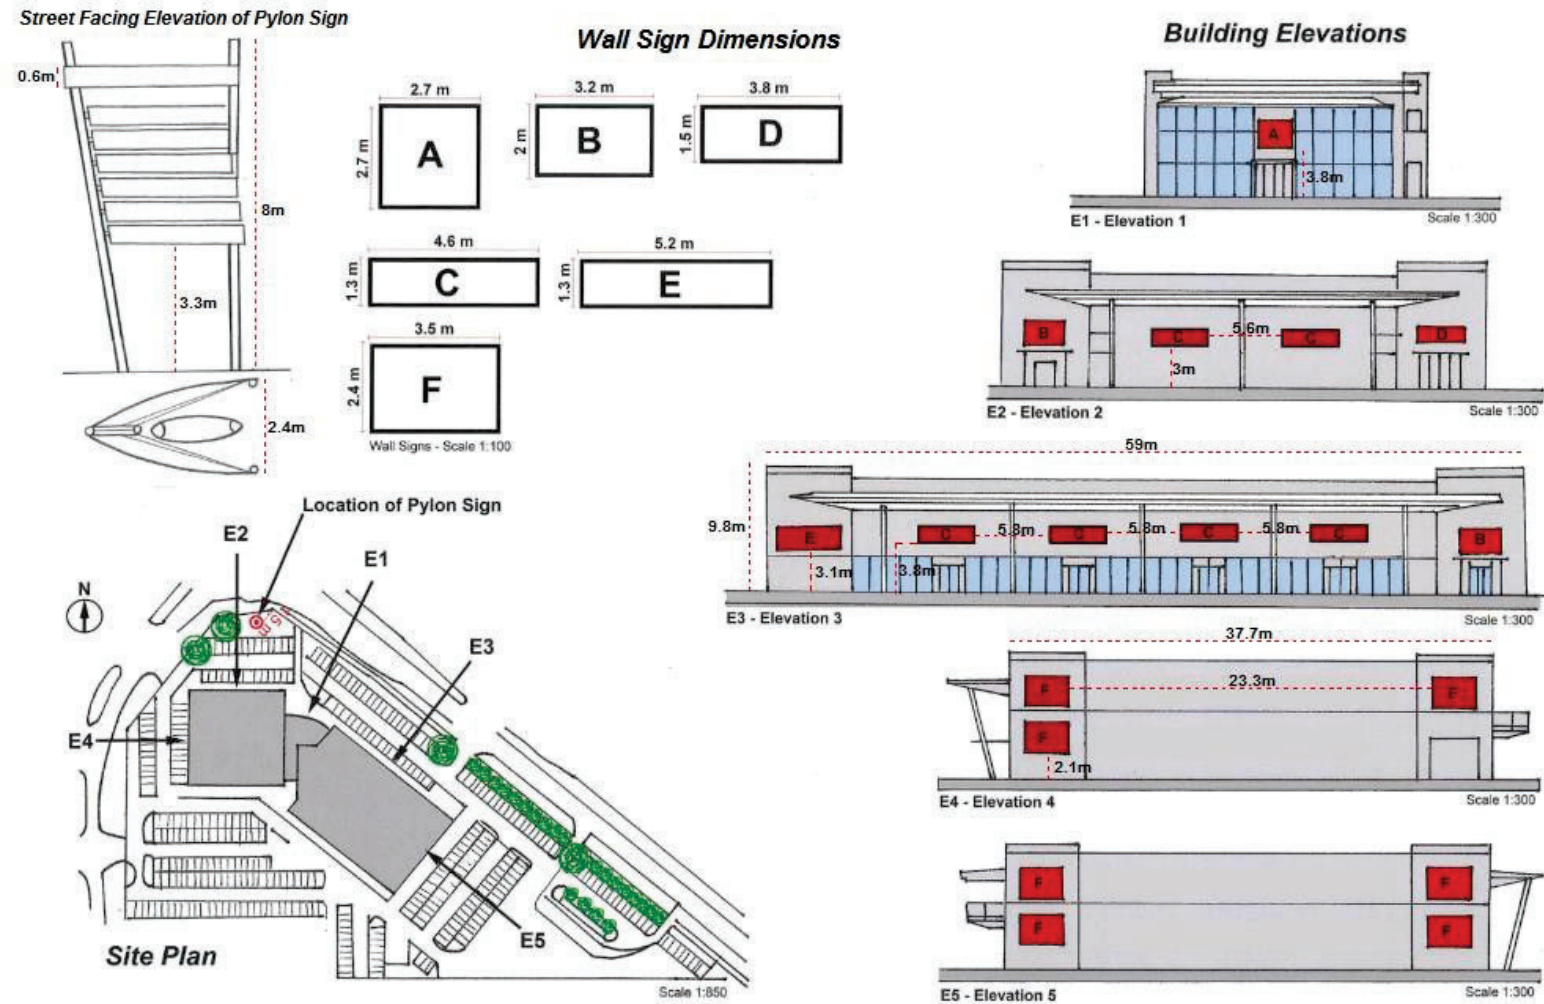 Street Facing Elevation of Pylon Sign
0.6m
8m
3.3m
2.4m
Wall Sign Dimensions
2.7 m
2.7 m
A
3.2 m
2 m
B
3.8 m
1.5 m
D
4.6 m
1.3 m
C
5.2 m
1.3 m
E
3.5 m
2.4 m
F
Wall Signs - Scale 1:100
Building Elevations
A
3.8m
E1 - Elevation 1
Scale 1:300
B
C
5.6m
C
D
3m
E2 - Elevation 2
Scale 1:300
59m
9.8m
E
C
5.8m
C
5.8m
C
5.8m
C
B
3.1m
3.8m
E3 - Elevation 3
Scale 1:300
37.7m
F
23.3m
F
F
2.1m
E4 - Elevation 4
Scale 1:300
F
F
F
F
E5 - Elevation 5
Scale 1:300
Location of Pylon Sign
E2
E1
N
E3
E4
E5
Site Plan
Scale 1:850